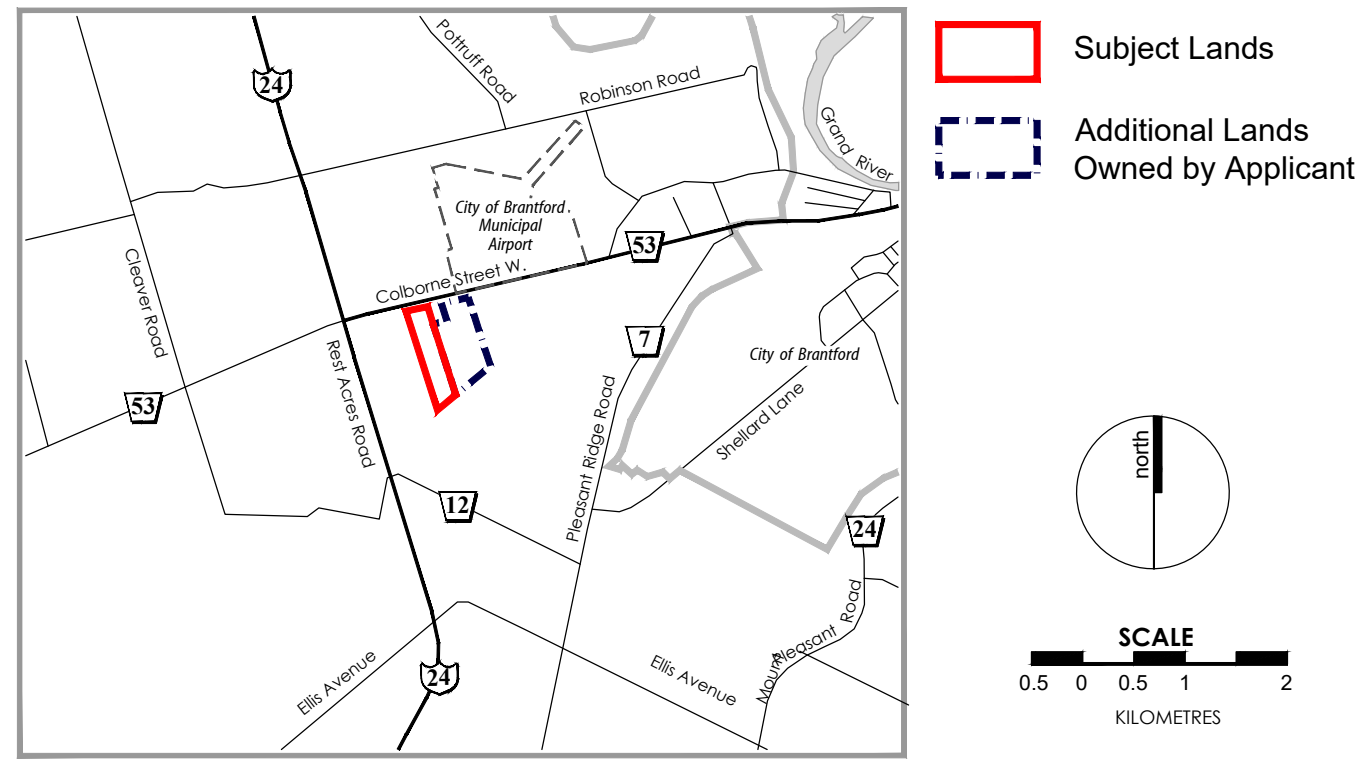 Pottruff Road
24
Robinson Road
Grand River
City of Brantford
Municipal
Airport
53
Colborne Street W.
Cleaver Road
Rest Acres Road
7
City of Brantford
53
Shellard Lane
Pleasant Ridge Road
12
24
Mount Pleasant Road
Ellis Avenue
Ellis Avenue
24
Subject Lands
Additional Lands
Owned by Applicant
north
SCALE
0.5 0 0.5 1 2
KILOMETRES